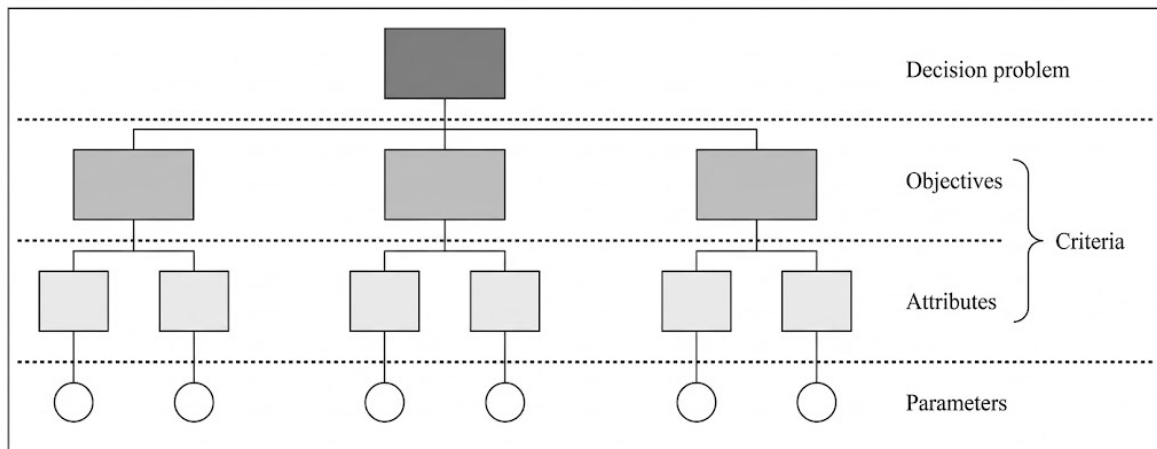 Decision problem
Objectives
Criteria
Attributes
Parameters